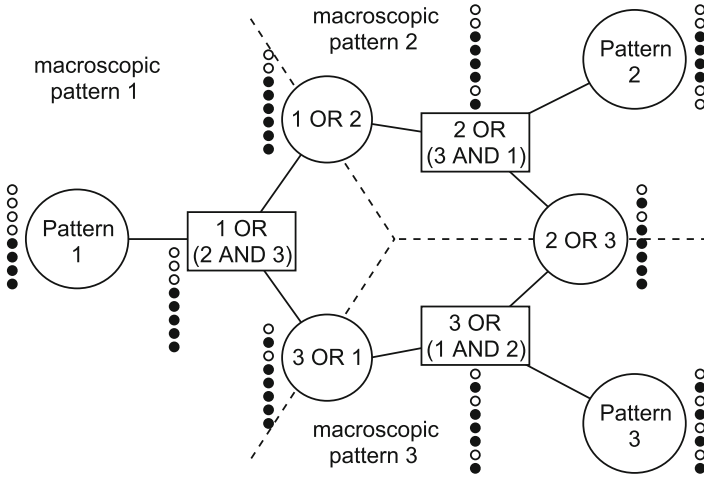 macroscopic
pattern 1
macroscopic
pattern 2
Pattern
2
1 OR 2
2 OR
(3 AND 1)
Pattern
1
1 OR
(2 AND 3)
2 OR 3
3 OR 1
3 OR
(1 AND 2)
macroscopic
pattern 3
Pattern
3